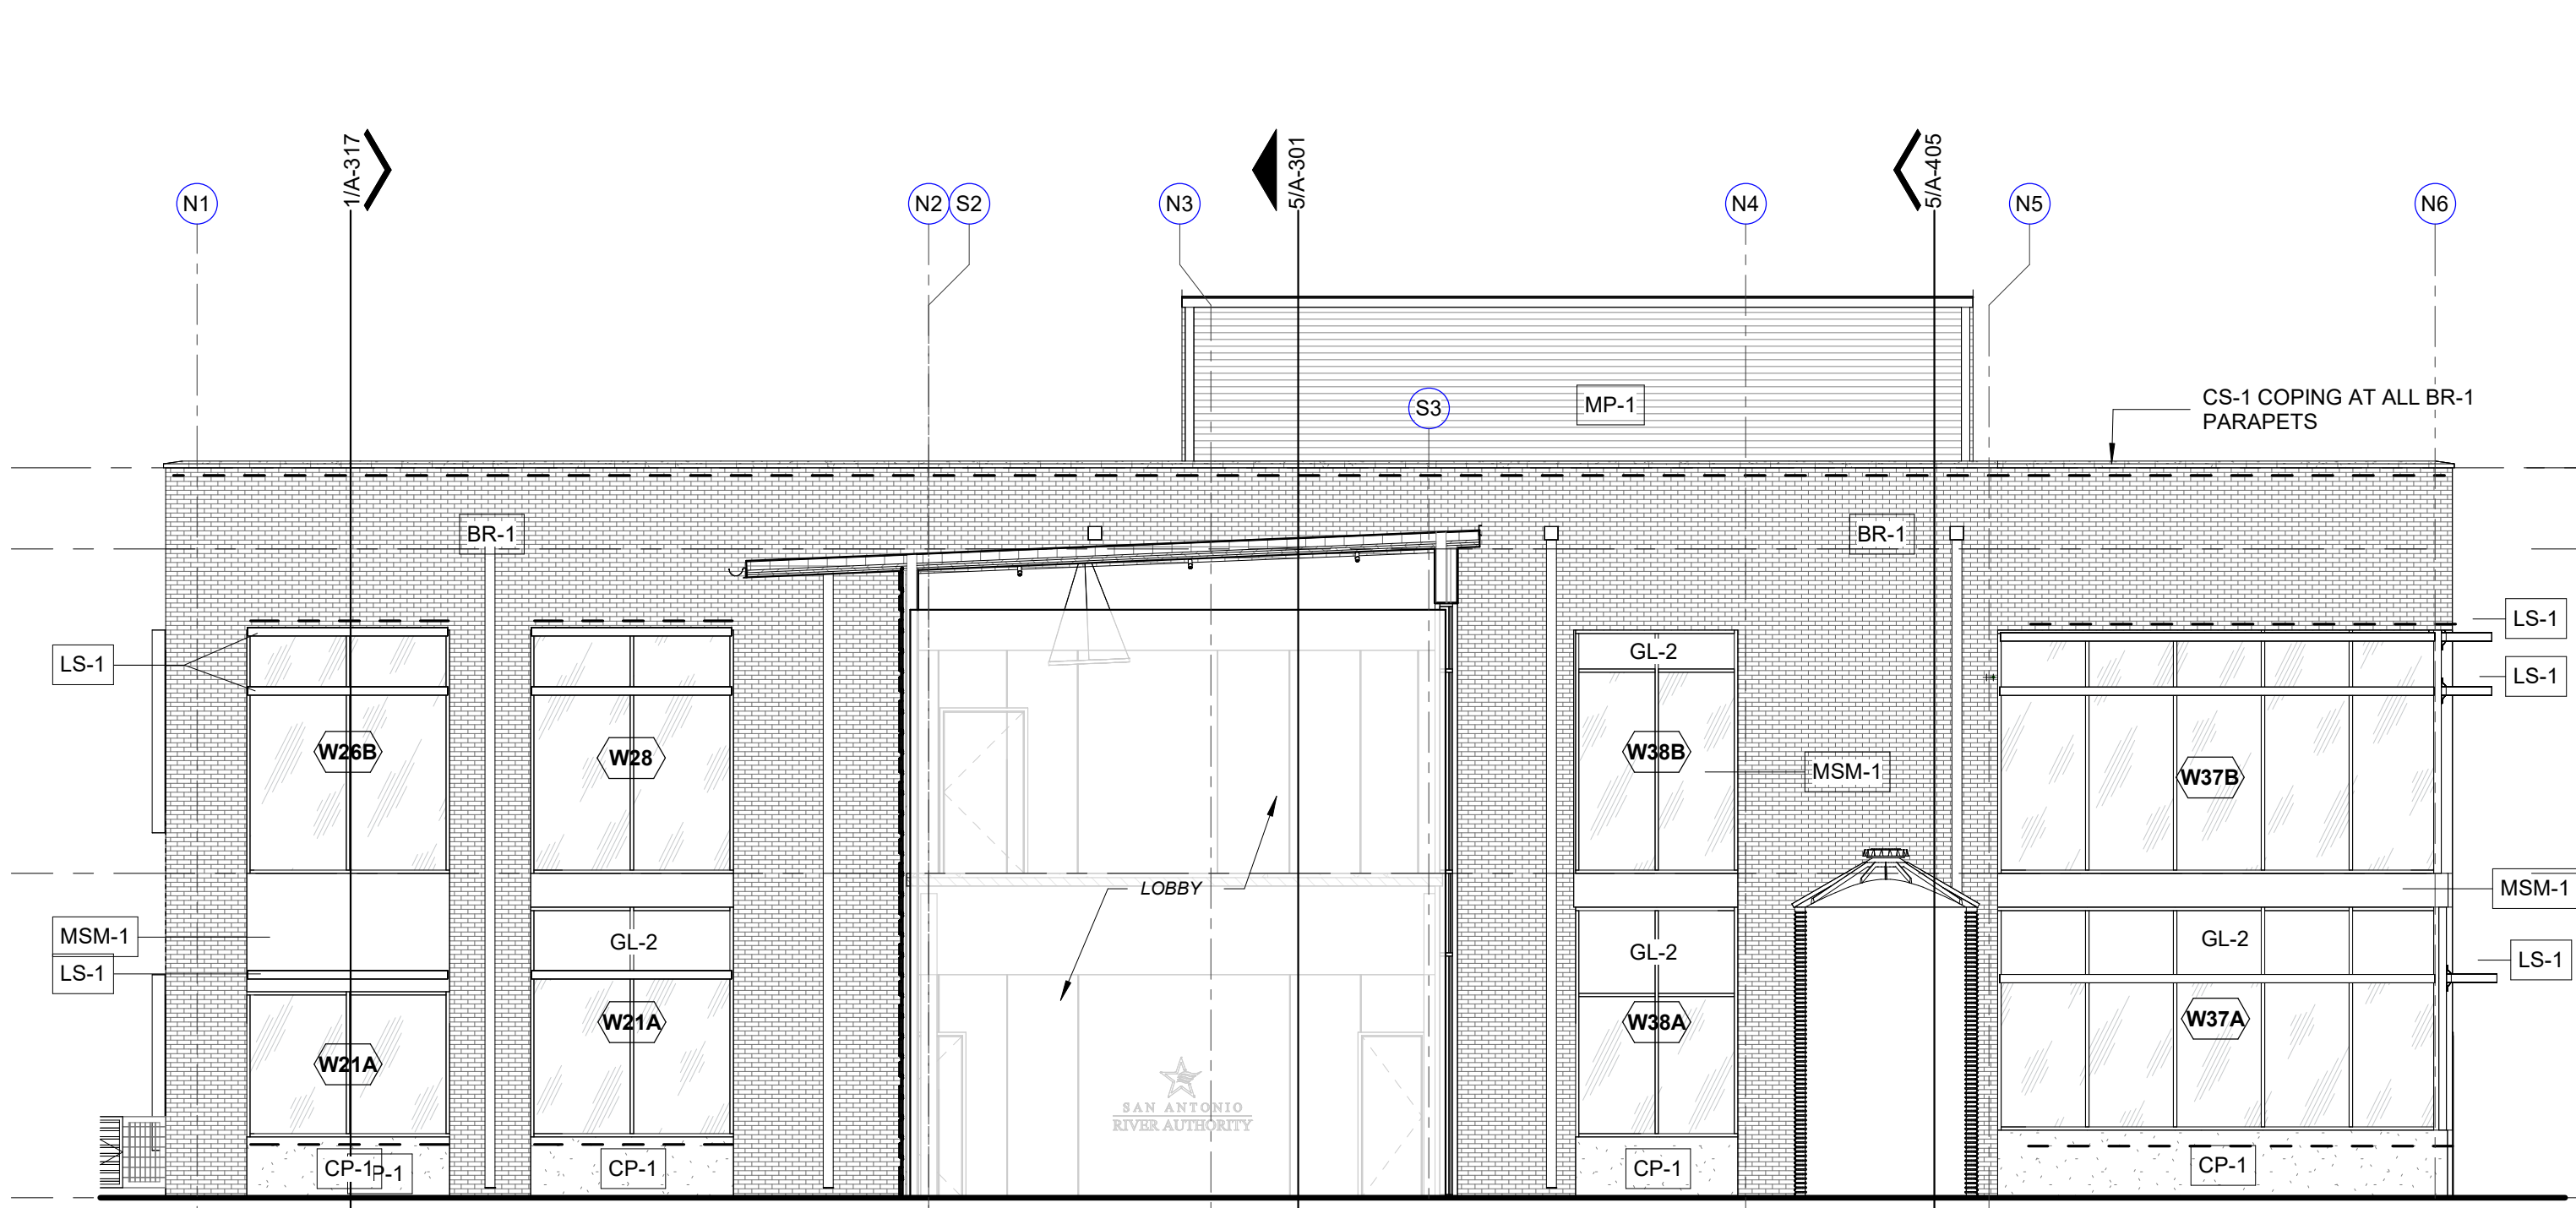 1/A-317
5/A-301
5/A-405
N1
N2
S2
N3
N4
N5
N6
S3
MP-1
CS-1 COPING AT ALL BR-1
PARAPETS
BR-1
BR-1
LS-1
LS-1
GL-2
LS-1
LS-1
W26B
W28
W38B
MSM-1
W37B
LOBBY
MSM-1
MSM-1
GL-2
GL-2
GL-2
LS-1
LS-1
W21A
W38A
W37A
W21A
SAN ANTONIO
RIVER AUTHORITY
CP-1
P-1
CP-1
CP-1
CP-1